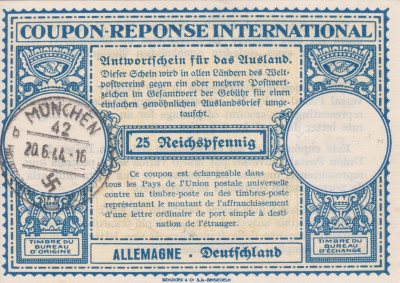 COUPON-REPONSE INTERNATIONAL
Antwortschein für das Ausland.
Dieser Schein wird in allen Ländern des Welt-
postvereins gegen ein oder mehrere Postwert-
zeichen im Gesamtwert der Gebühr für einen
einfachen gewöhnlichen Auslandsbrief umge-
tauscht.
MÜNCHEN
42
20.6.44.-16
25 Reichspfennig
Ce coupon est échangeable dans
tous les Pays de l'Union postale universelle
contre un timbre-poste ou des timbres-poste
représentant le montant de l'affranchissement
d'une lettre ordinaire de port simple à desti-
nation de l'étranger.
TIMBRE DU
BUREAU
D'ORIGINE
ALLEMAGNE - Deutschland
TIMBRE DU
BUREAU
D'ÉCHANGE
BENZIGER & Co S.A. EINSIEDELN